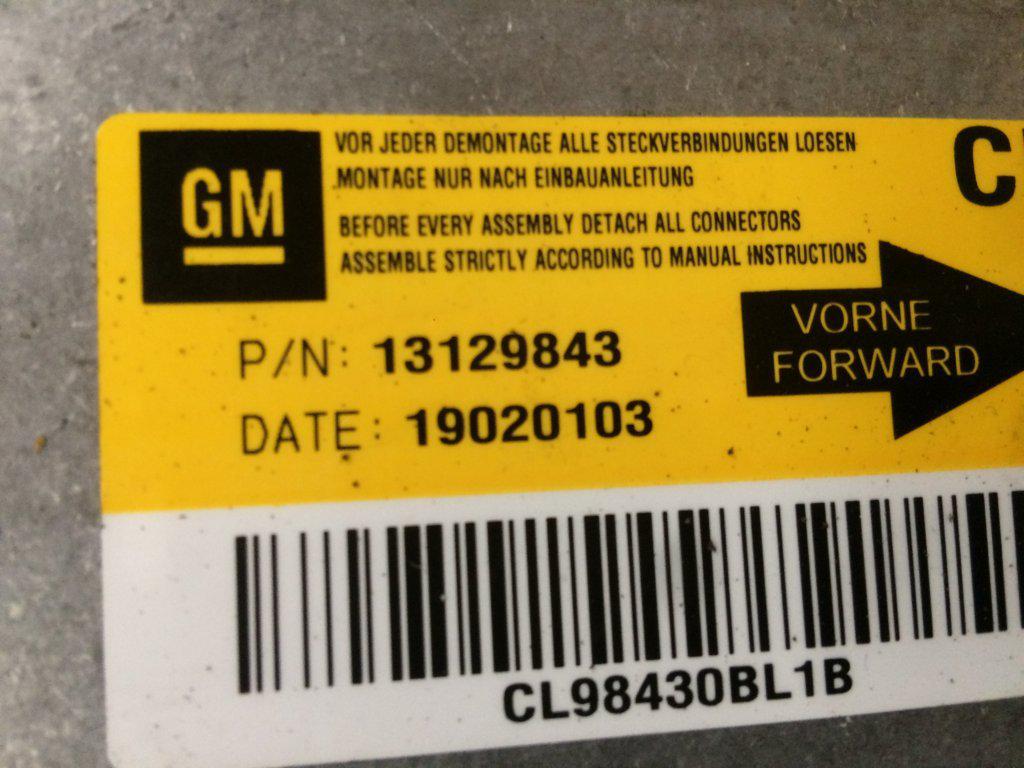 GM
VOR JEDER DEMONTAGE ALLE STECKVERBINDUNGEN LOESEN
MONTAGE NUR NACH EINBAUANLEITUNG
BEFORE EVERY ASSEMBLY DETACH ALL CONNECTORS
ASSEMBLE STRICTLY ACCORDING TO MANUAL INSTRUCTIONS
VORNE
FORWARD
P/N: 13129843
DATE: 19020103
CL98430BL1B